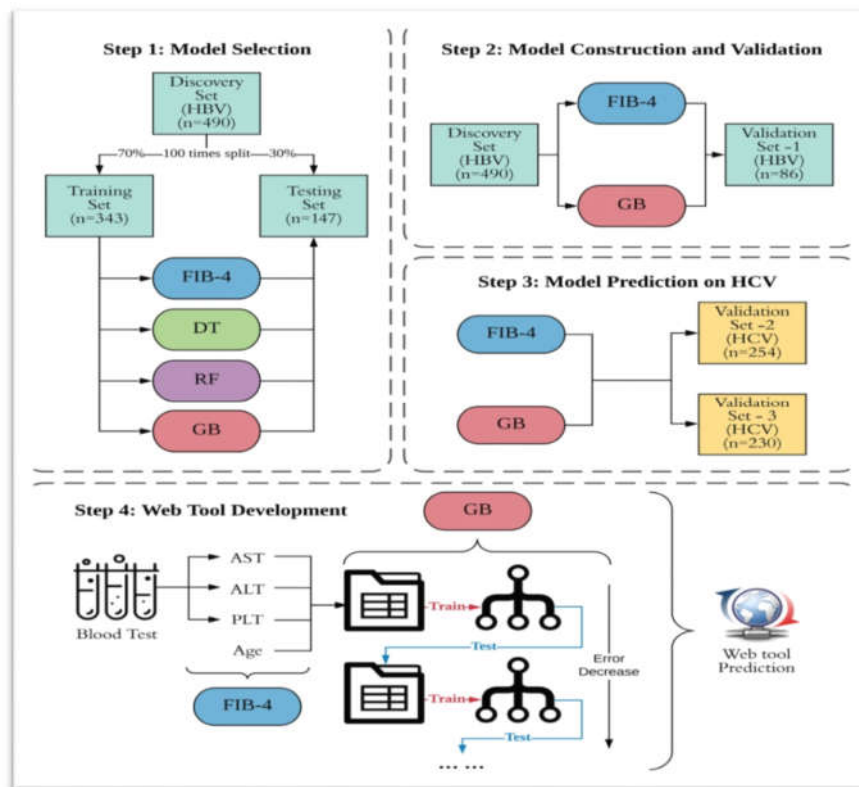 Step 1: Model Selection
Discovery
Set
(HBV)
(n=490)
70%
100 times split
30%
Training
Set
(n=343)
Testing
Set
(n=147)
FIB-4
DT
RF
GB
Step 2: Model Construction and Validation
Discovery
Set
(HBV)
(n=490)
FIB-4
GB
Validation
Set -1
(HBV)
(n=86)
Step 3: Model Prediction on HCV
FIB-4
GB
Validation
Set -2
(HCV)
(n=254)
Validation
Set - 3
(HCV)
(n=230)
Step 4: Web Tool Development
GB
Blood Test
AST
ALT
PLT
Age
FIB-4
Train
Test
Train
Test
... ...
Error
Decrease
Web tool
Prediction